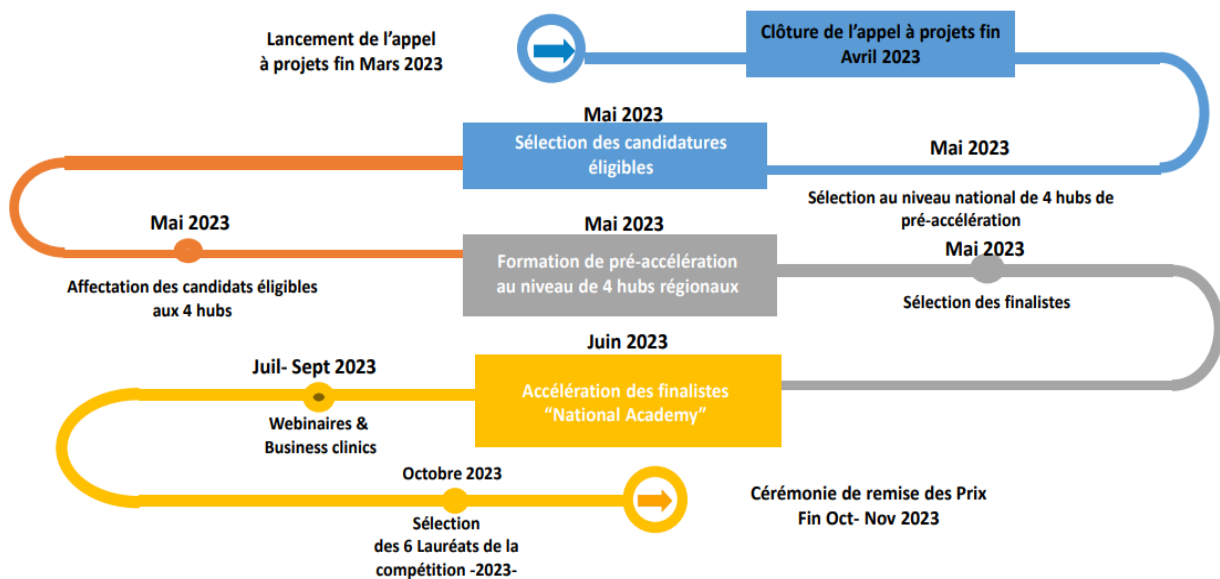 Lancement de l’appel
à projets fin Mars 2023
Clôture de l’appel à projets fin
Avril 2023
Mai 2023
Sélection au niveau national de 4 hubs de
pré-accélération
Mai 2023
Sélection des candidatures
éligibles
Mai 2023
Affectation des candidats éligibles
aux 4 hubs
Mai 2023
Formation de pré-accélération
au niveau de 4 hubs régionaux
Mai 2023
Sélection des finalistes
Juin 2023
Accélération des finalistes
“National Academy”
Juil- Sept 2023
Webinaires &
Business clinics
Octobre 2023
Sélection
des 6 Lauréats de la
compétition -2023-
Cérémonie de remise des Prix
Fin Oct- Nov 2023